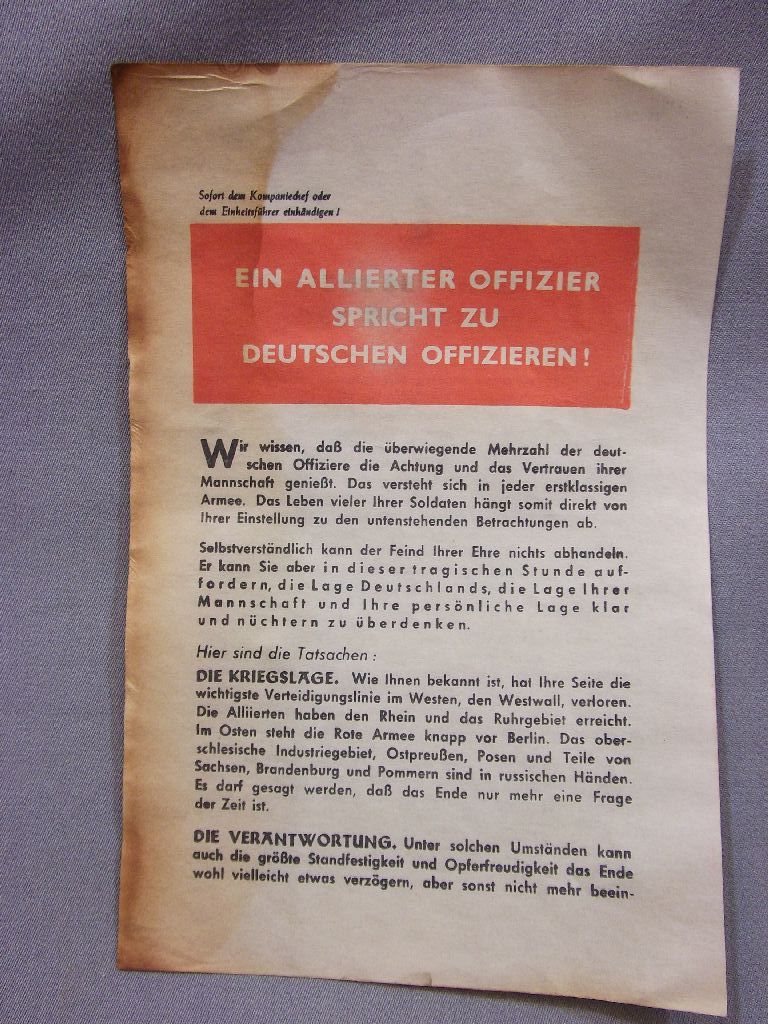 Sofort dem Kompaniechef oder
dem Einheitsführer einhändigen !
EIN ALLIERTER OFFIZIER
SPRICHT ZU
DEUTSCHEN OFFIZIEREN !
Wir wissen, daß die überwiegende Mehrzahl der deut-
schen Offiziere die Achtung und das Vertrauen ihrer
Mannschaft genießt. Das versteht sich in jeder erstklassigen
Armee. Das Leben vieler Ihrer Soldaten hängt somit direkt von
Ihrer Einstellung zu den untenstehenden Betrachtungen ab.
Selbstverständlich kann der Feind Ihrer Ehre nichts abhandeln.
Er kann Sie aber in dieser tragischen Stunde auf-
fordern, die Lage Deutschlands, die Lage Ihrer
Mannschaft und Ihre persönliche Lage klar
und nüchtern zu überdenken.
Hier sind die Tatsachen :
DIE KRIEGSLAGE. Wie Ihnen bekannt ist, hat Ihre Seite die
wichtigste Verteidigungslinie im Westen, den Westwall, verloren.
Die Alliierten haben den Rhein und das Ruhrgebiet erreicht.
Im Osten steht die Rote Armee knapp vor Berlin. Das ober-
schlesische Industriegebiet, Ostpreußen, Posen und Teile von
Sachsen, Brandenburg und Pommern sind in russischen Händen.
Es darf gesagt werden, daß das Ende nur mehr eine Frage
der Zeit ist.
DIE VERANTWORTUNG. Unter solchen Umständen kann
auch die größte Standfestigkeit und Opferfreudigkeit das Ende
wohl vielleicht etwas verzögern, aber sonst nicht mehr beein-